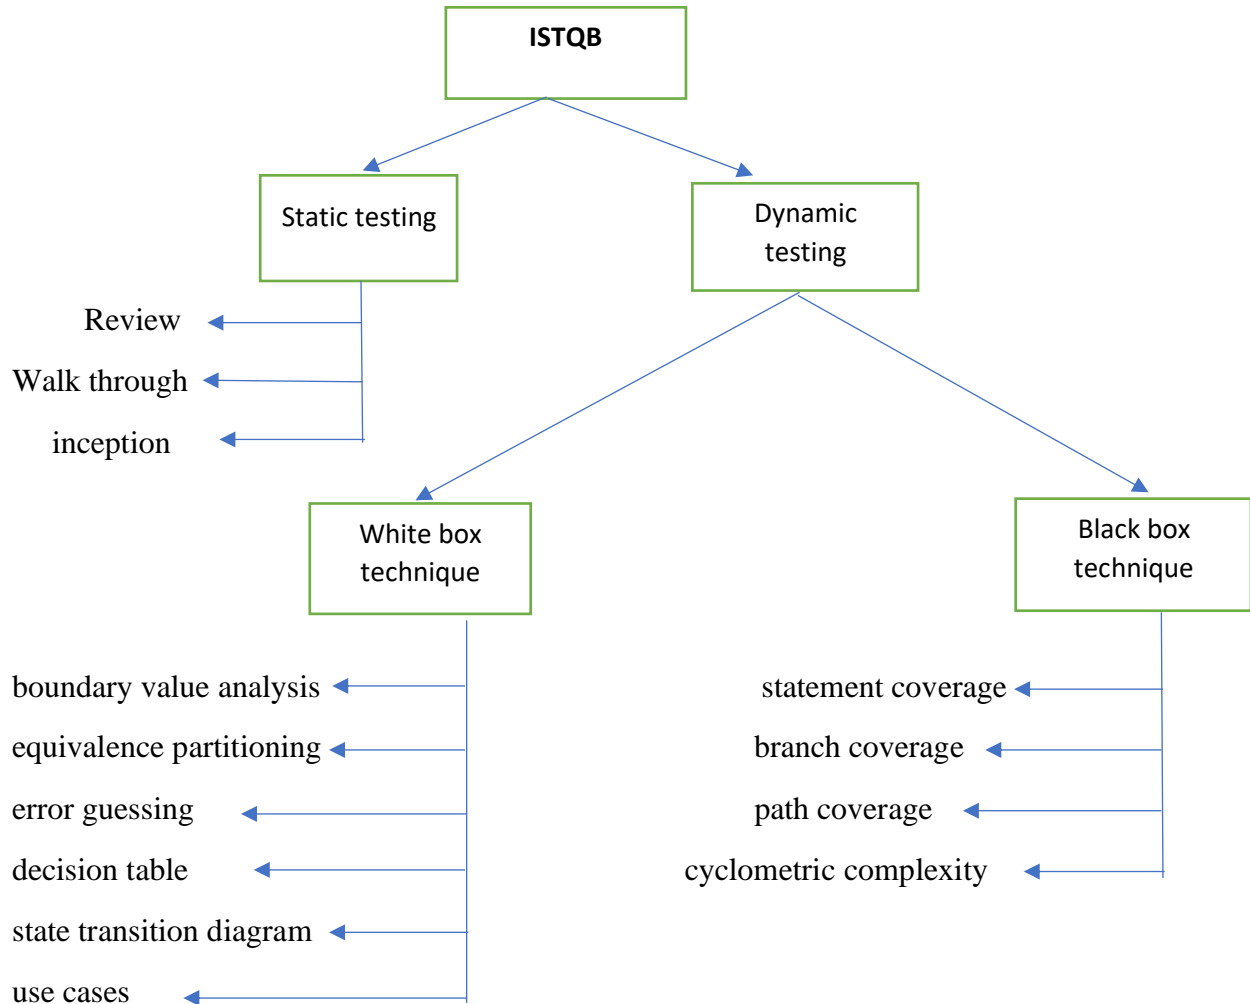 ISTQB
Static testing
Dynamic
testing
Review
Walk through
inception
White box
technique
Black box
technique
boundary value analysis
equivalence partitioning
error guessing
decision table
state transition diagram
use cases
statement coverage
branch coverage
path coverage
cyclometric complexity